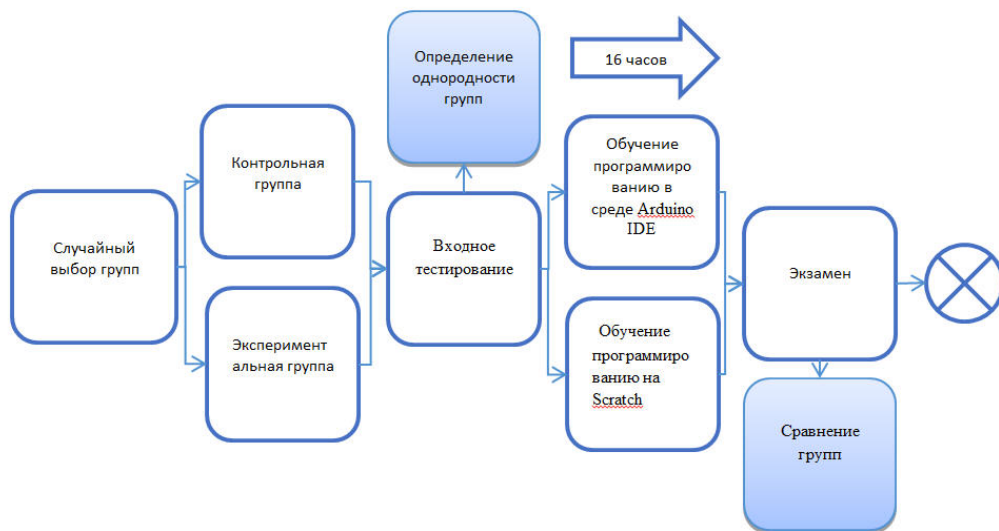 Определение
однородности
групп
16 часов
Контрольная
группа
Обучение
программиро
ванию в
среде Arduino
IDE
Случайный
выбор групп
Входное
тестирование
Экзамен
Эксперимент
альная группа
Обучение
программиро
ванию на
Scratch
Сравнение
групп